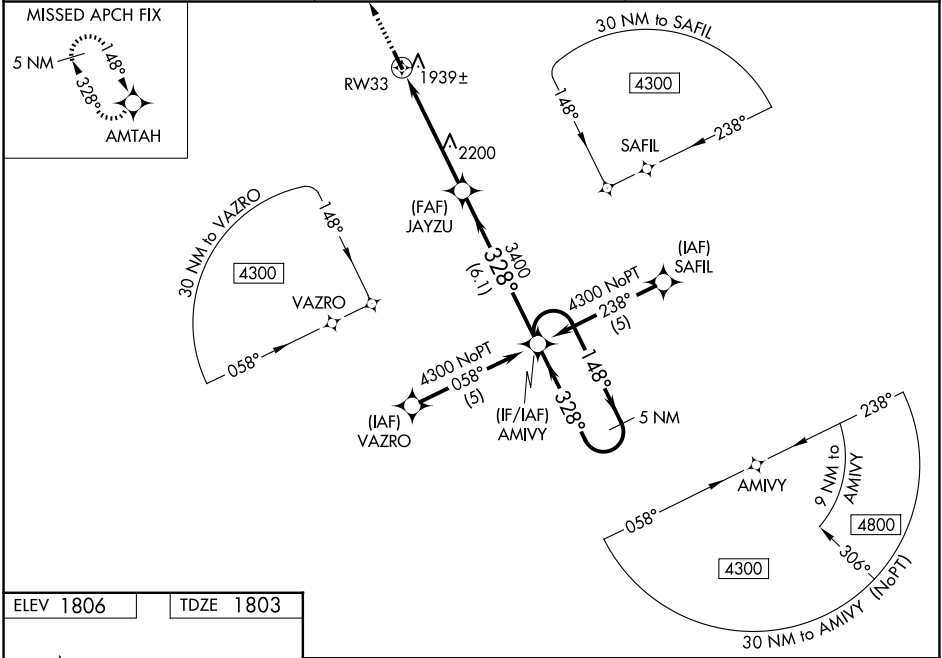 MISSED APCH FIX
5 NM
148°
328°
AMTAH
RW33
1939±
2200
(FAF)
JAYZU
3400
328°
(6.1)
30 NM to SAFIL
4300
148°
238°
SAFIL
30 NM to VAZRO
148°
4300
VAZRO
058°
(IAF)
SAFIL
4300 NoPT
238°
(5)
4300 NoPT
058°
(5)
(IAF)
VAZRO
(IF/IAF)
AMIVY
148°
328°
5 NM
238°
AMIVY
9 NM to
AMIVY
058°
4800
4300
306°
30 NM to AMIVY (NoPT)
ELEV 1806
TDZE 1803